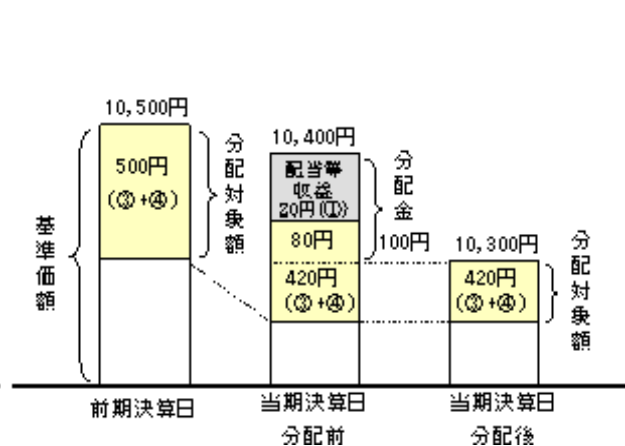 10,500円
500円
(③+④)
分配対象額
基準価額
前期決算日
10,400円
配当等
収益
20円(①)
80円
420円
(③+④)
分配金
100円
当期決算日
分配前
10,300円
420円
(③+④)
分配対象額
当期決算日
分配後